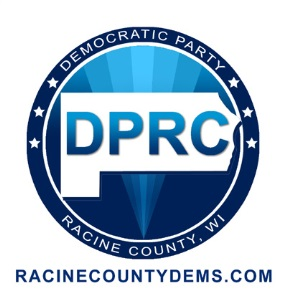 DEMOCRATIC PARTY
DPRC
RACINE COUNTY, WI
RACINECOUNTYDEMS.COM